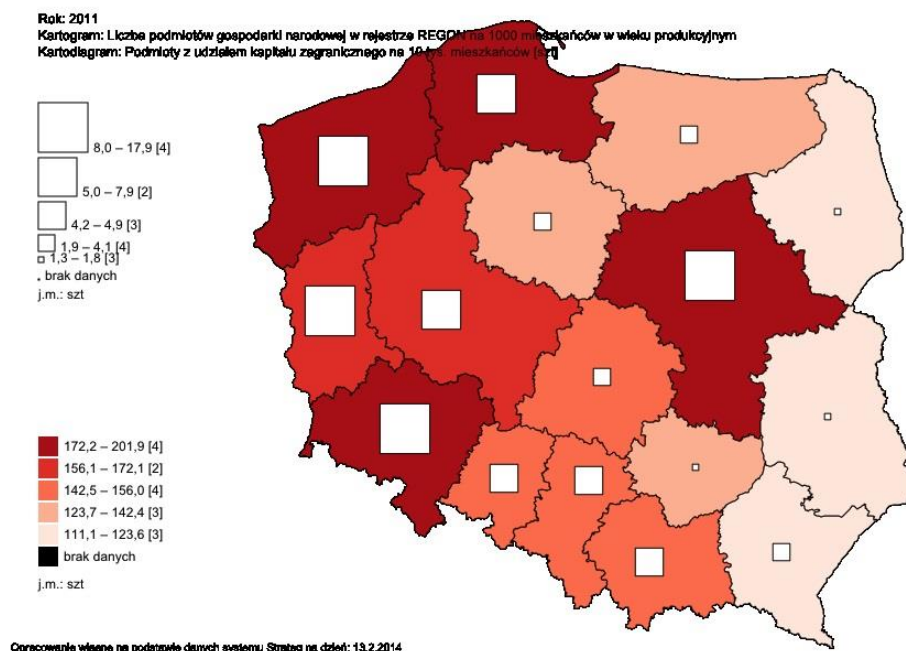 Rok: 2011
Kartogram: Liczba podmiotów gospodarki narodowej w rejestrze REGON na 1000 mieszkańców w wieku produkcyjnym
Kartodiagram: Podmioty z udziałem kapitału zagranicznego na 10 tys. mieszkańców [szt]
8,0 – 17,9 [4]
5,0 – 7,9 [2]
4,2 – 4,9 [3]
1,9 – 4,1 [4]
1,3 – 1,8 [3]
brak danych
j.m.: szt
172,2 – 201,9 [4]
156,1 – 172,1 [2]
142,5 – 156,0 [4]
123,7 – 142,4 [3]
111,1 – 123,6 [3]
brak danych
j.m.: szt
Opracowanie własne na podstawie danych systemu Strateg na dzień: 13.2.2014